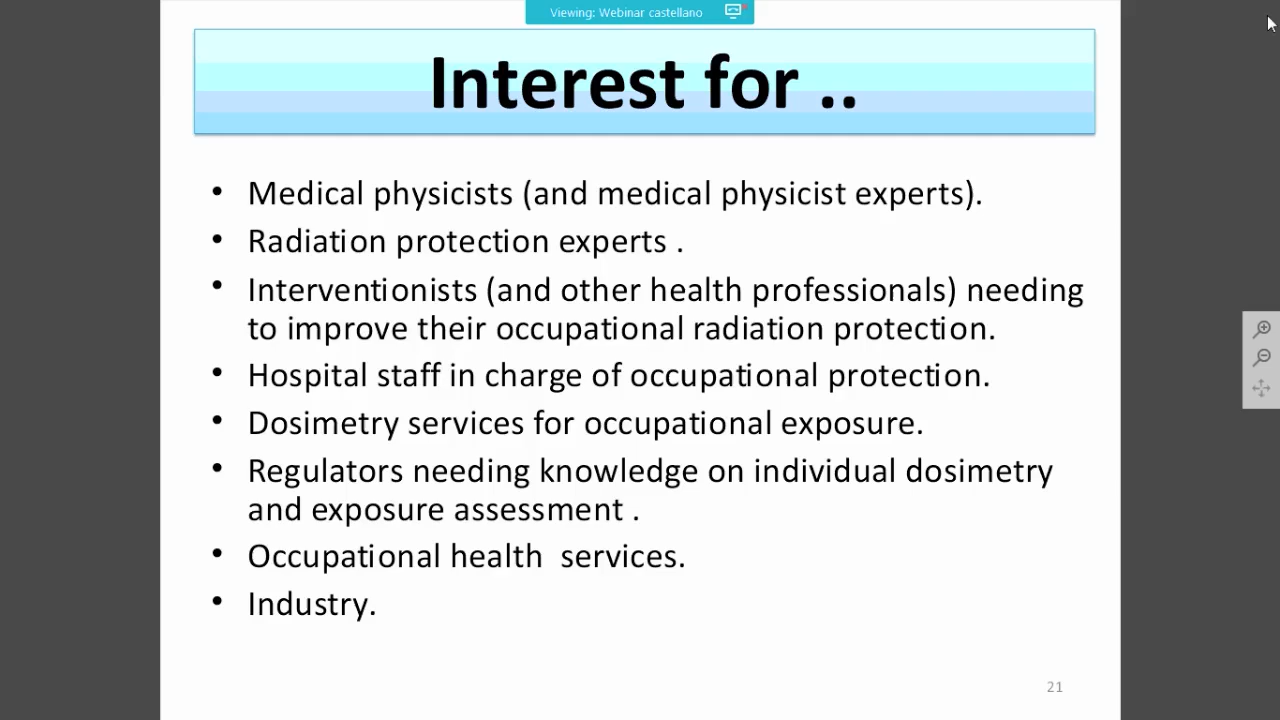 Viewing: Webinar castellano
Interest for ..
• Medical physicists (and medical physicist experts).
• Radiation protection experts .
• Interventionists (and other health professionals) needing
to improve their occupational radiation protection.
• Hospital staff in charge of occupational protection.
• Dosimetry services for occupational exposure.
• Regulators needing knowledge on individual dosimetry
and exposure assessment .
• Occupational health  services.
• Industry.
21